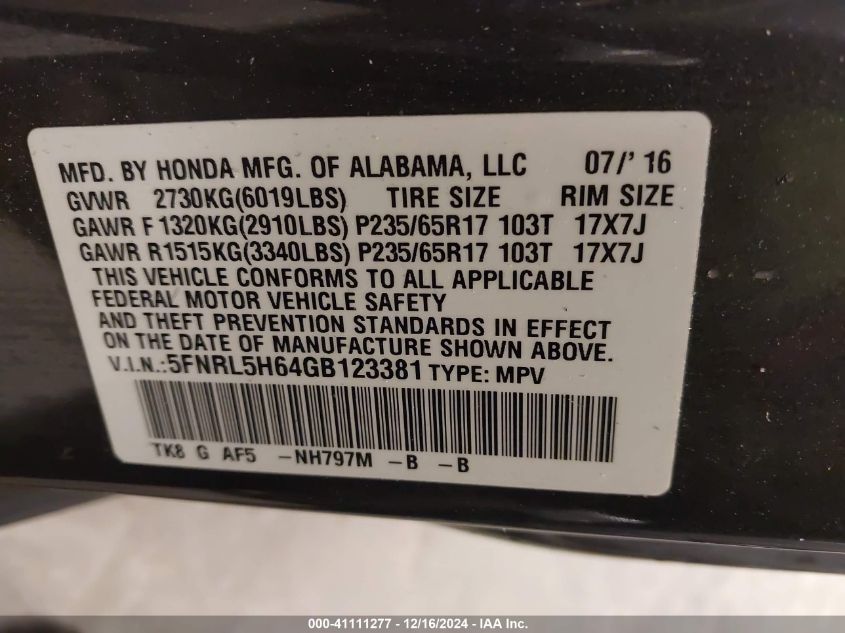 MFD. BY HONDA MFG. OF ALABAMA, LLC 07/' 16
GVWR 2730KG(6019LBS) TIRE SIZE RIM SIZE
GAWR F 1320KG(2910LBS) P235/65R17 103T 17X7J
GAWR R1515KG(3340LBS) P235/65R17 103T 17X7J
THIS VEHICLE CONFORMS TO ALL APPLICABLE
FEDERAL MOTOR VEHICLE SAFETY
AND THEFT PREVENTION STANDARDS IN EFFECT
ON THE DATE OF MANUFACTURE SHOWN ABOVE.
V.I.N.:5FNRL5H64GB123381 TYPE: MPV
TK8 G AF5 -NH797M -B -B
000-41111277 - 12/16/2024 - IAA Inc.